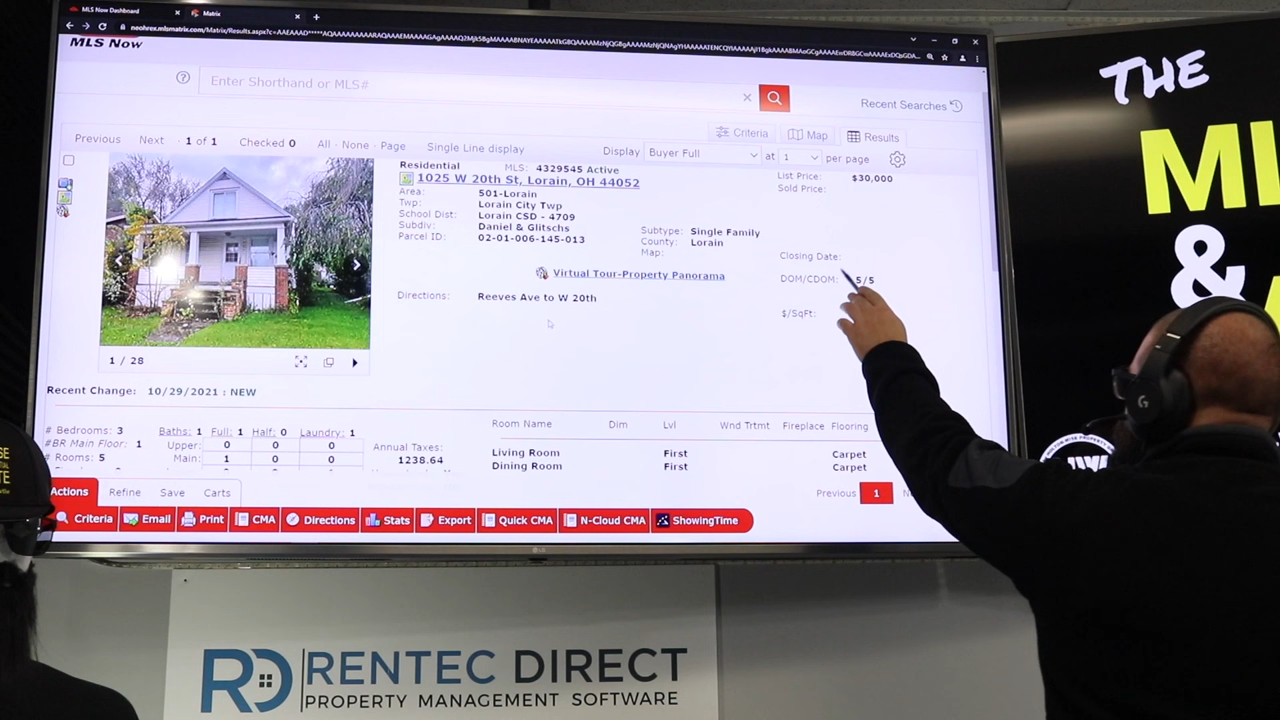 MLS Now Dashboard
Matrix
MLS Now
Enter Shorthand or MLS#
Recent Searches
Criteria Map Results
Previous Next · 1 of 1 Checked 0 All · None · Page Single Line display Display Buyer Full at 1 per page
Residential MLS: 4329545 Active List Price: $30,000
1025 W 20th St, Lorain, OH 44052 Sold Price:
Area: 501-Lorain
Twp: Lorain City Twp
School Dist: Lorain CSD - 4709
Subdiv: Daniel & Glitschs Subtype: Single Family
Parcel ID: 02-01-006-145-013 County: Lorain
Map: Closing Date:
Virtual Tour-Property Panorama DOM/CDOM: 5/5
Directions: Reeves Ave to W 20th $/SqFt:
1 / 28
Recent Change: 10/29/2021 : NEW
# Bedrooms: 3 Baths: 1 Full: 1 Half: 0 Laundry: 1 Room Name Dim Lvl Wnd Trtmt Fireplace Flooring
#BR Main Floor: 1 Upper: 0 0 0 Annual Taxes: Living Room First Carpet
# Rooms: 5 Main: 1 0 0 1238.64 Dining Room First Carpet
Actions Refine Save Carts Previous 1
Criteria Email Print CMA Directions Stats Export Quick CMA N-Cloud CMA ShowingTime
THE
&
LG
G
RD RENTEC DIRECT
PROPERTY MANAGEMENT SOFTWARE